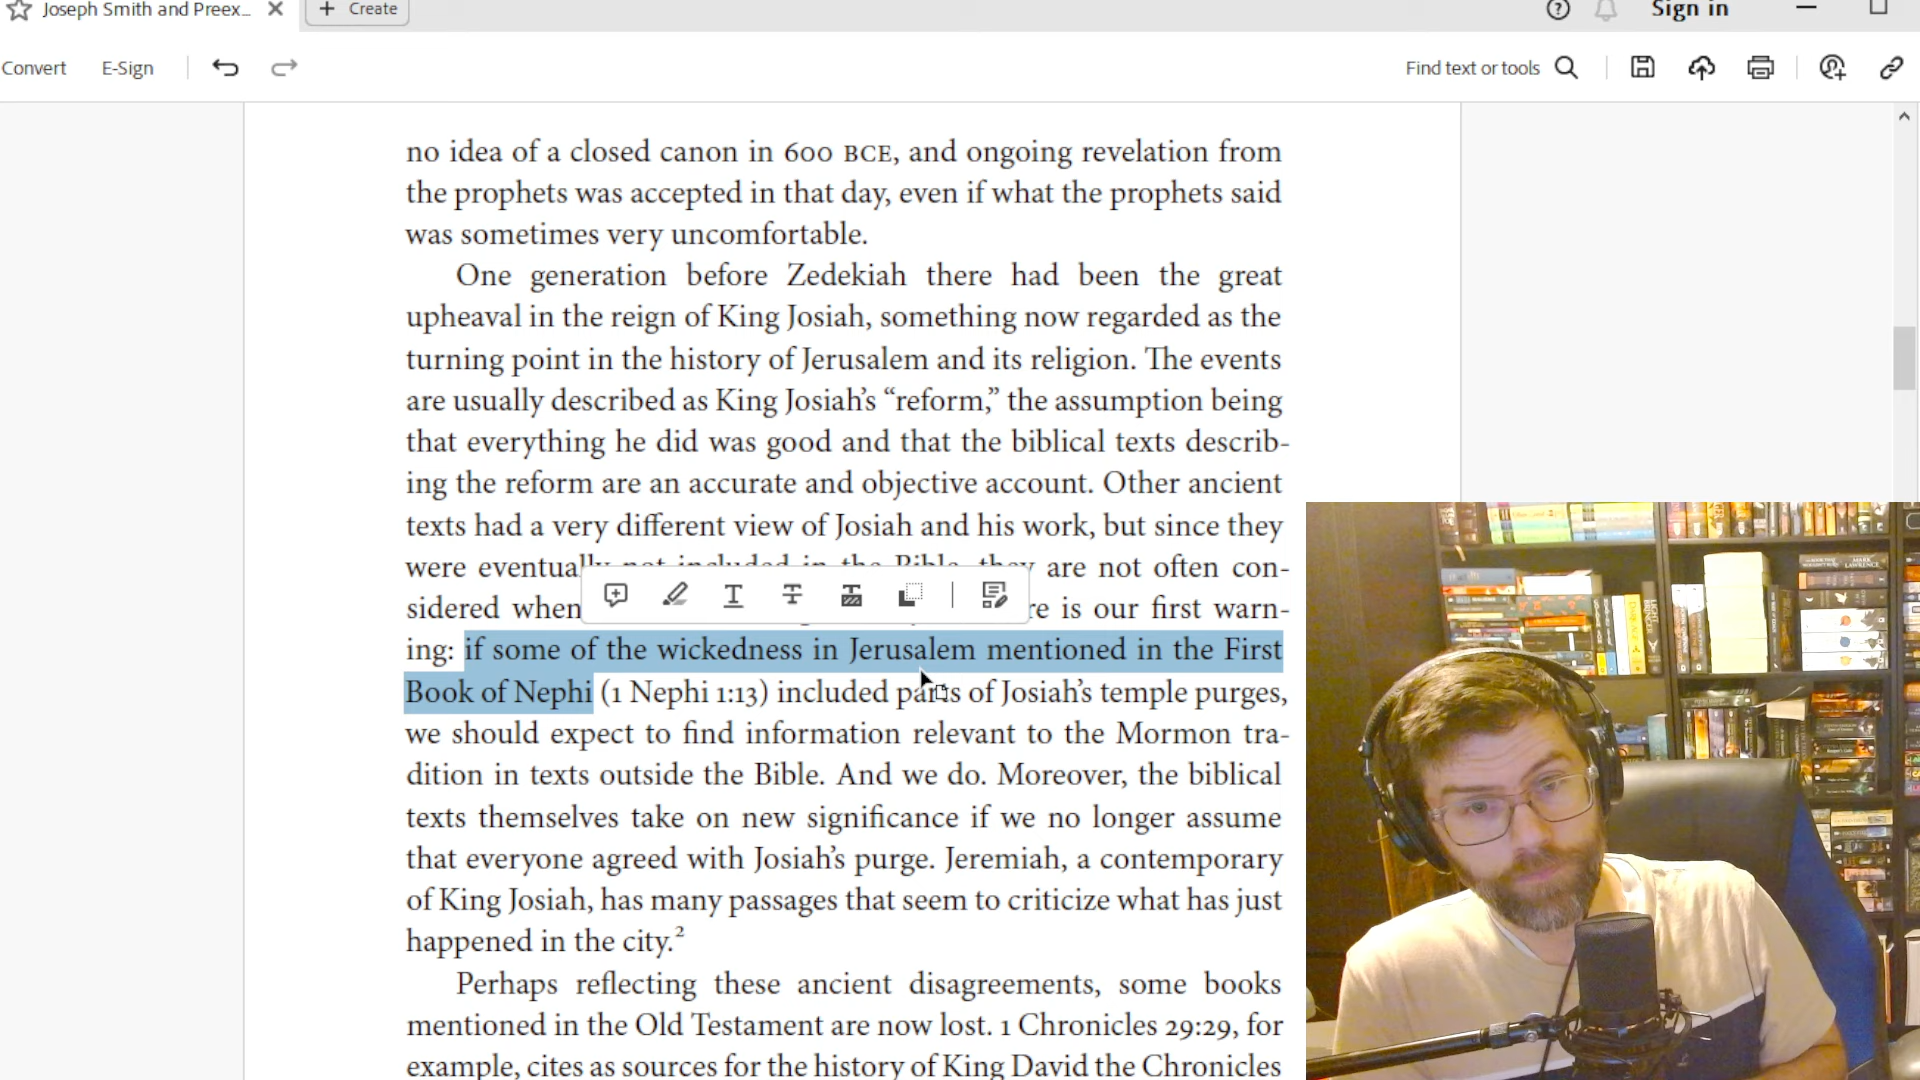 Joseph Smith and Preex...
Create
Sign in
Convert
E-Sign
Find text or tools
no idea of a closed canon in 600 BCE, and ongoing revelation from
the prophets was accepted in that day, even if what the prophets said
was sometimes very uncomfortable.
One generation before Zedekiah there had been the great
upheaval in the reign of King Josiah, something now regarded as the
turning point in the history of Jerusalem and its religion. The events
are usually described as King Josiah’s “reform,” the assumption being
that everything he did was good and that the biblical texts describ-
ing the reform are an accurate and objective account. Other ancient
texts had a very different view of Josiah and his work, but since they
were eventually not included in the Bible, they are not often con-
sidered when re is our first warn-
ing: if some of the wickedness in Jerusalem mentioned in the First
Book of Nephi (1 Nephi 1:13) included parts of Josiah’s temple purges,
we should expect to find information relevant to the Mormon tra-
dition in texts outside the Bible. And we do. Moreover, the biblical
texts themselves take on new significance if we no longer assume
that everyone agreed with Josiah’s purge. Jeremiah, a contemporary
of King Josiah, has many passages that seem to criticize what has just
happened in the city.²
Perhaps reflecting these ancient disagreements, some books
mentioned in the Old Testament are now lost. 1 Chronicles 29:29, for
example, cites as sources for the history of King David the Chronicles